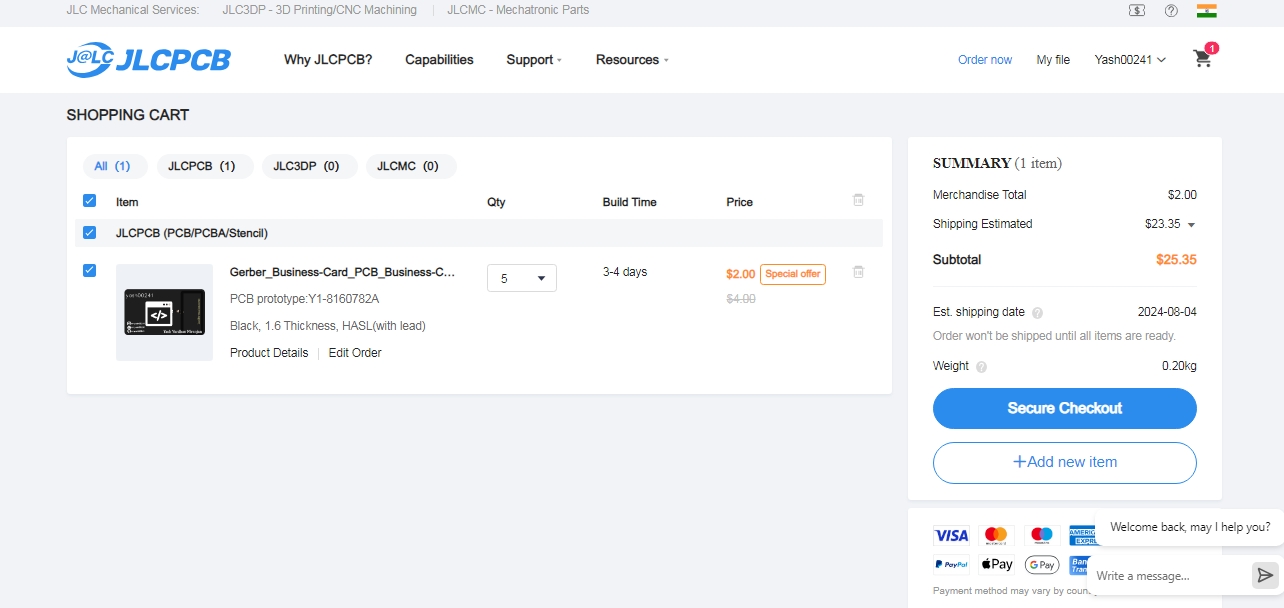 JLC Mechanical Services: JLC3DP - 3D Printing/CNC Machining JLCMC - Mechatronic Parts
J@LC JLCPCB Why JLCPCB? Capabilities Support Resources Order now My file Yash00241 1
SHOPPING CART
All (1) JLCPCB (1) JLC3DP (0) JLCMC (0)
Item Qty Build Time Price
JLCPCB (PCB/PCBA/Stencil)
Gerber_Business-Card_PCB_Business-C... 5 3-4 days $2.00 Special offer
PCB prototype:Y1-8160782A $4.00
Black, 1.6 Thickness, HASL(with lead)
Product Details Edit Order
yash00241
</>
SUMMARY (1 item)
Merchandise Total $2.00
Shipping Estimated $23.35
Subtotal $25.35
Est. shipping date ? 2024-08-04
Order won't be shipped until all items are ready.
Weight ? 0.20kg
Secure Checkout
+Add new item
VISA AMERIC EXPR
PayPal Pay G Pay Ban Tran
Payment method may vary by coun
Welcome back, may I help you?
Write a message...